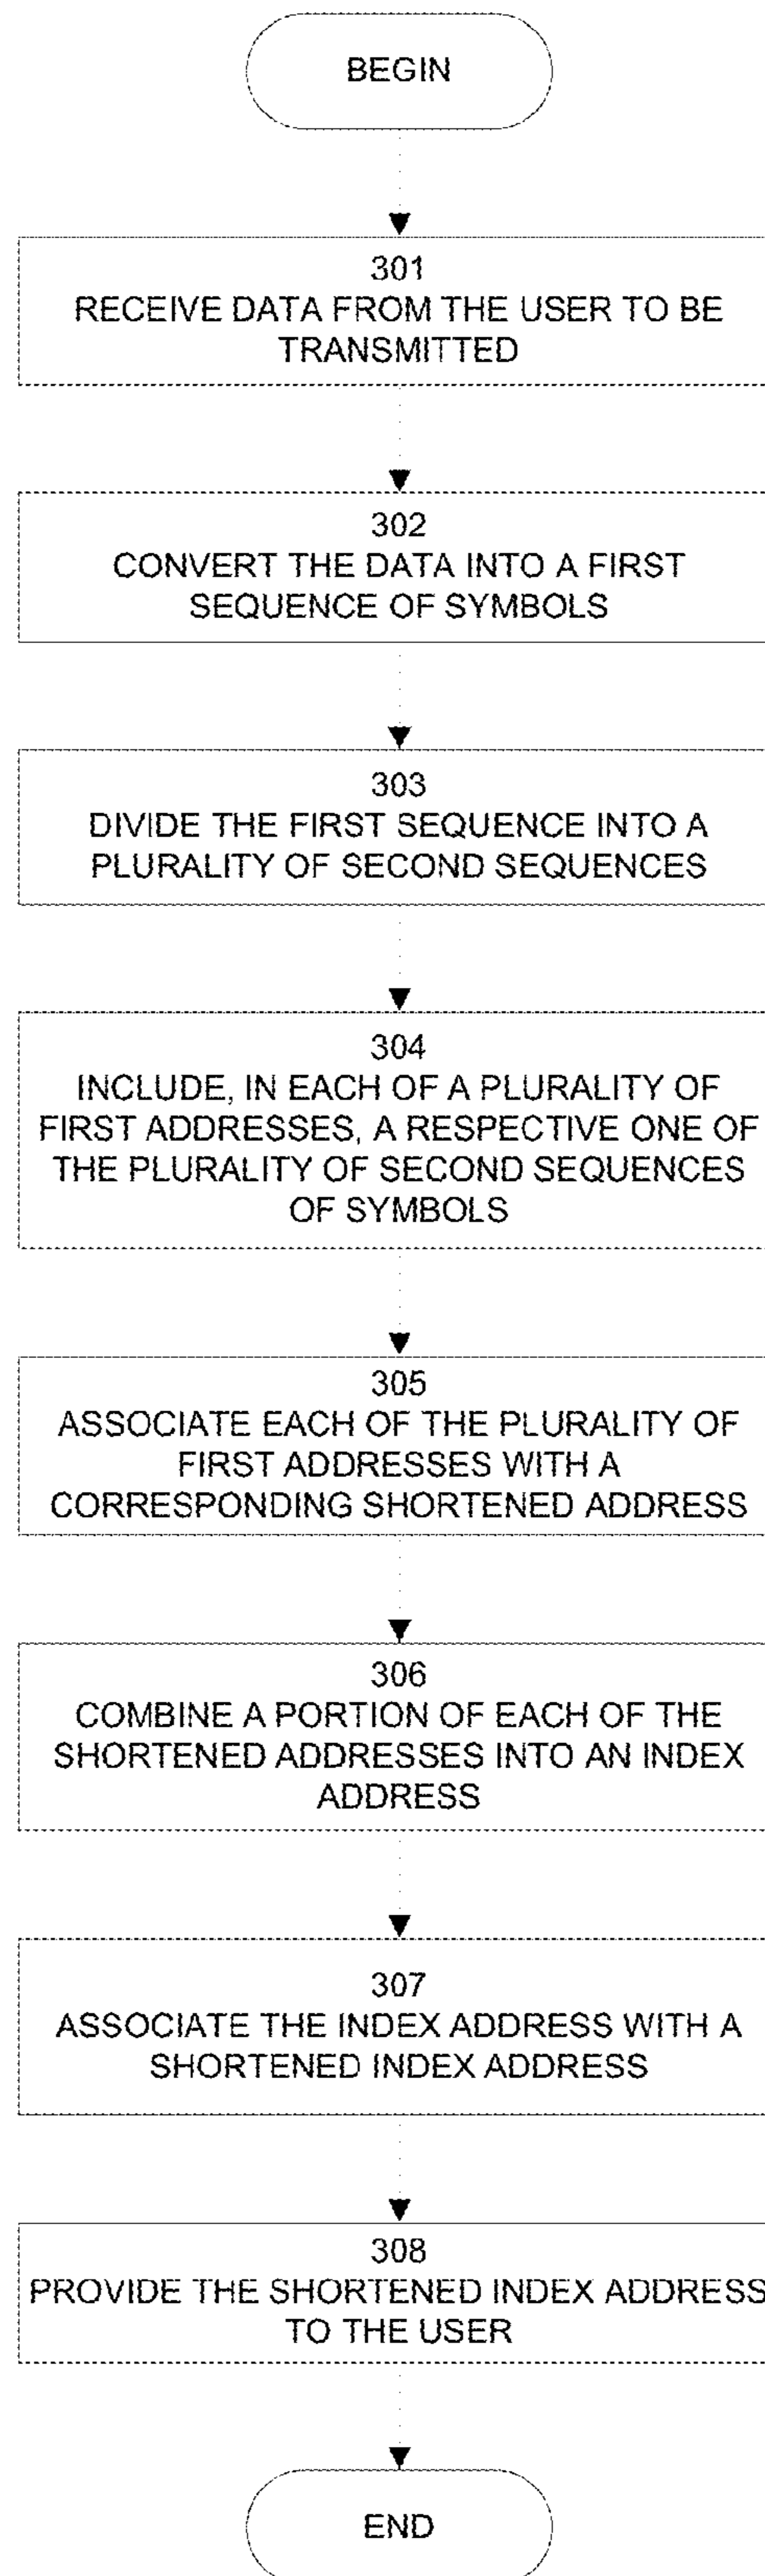 BEGIN
301
RECEIVE DATA FROM THE USER TO BE
TRANSMITTED
302
CONVERT THE DATA INTO A FIRST
SEQUENCE OF SYMBOLS
303
DIVIDE THE FIRST SEQUENCE INTO A
PLURALITY OF SECOND SEQUENCES
304
INCLUDE, IN EACH OF A PLURALITY OF
FIRST ADDRESSES, A RESPECTIVE ONE OF
THE PLURALITY OF SECOND SEQUENCES
OF SYMBOLS
305
ASSOCIATE EACH OF THE PLURALITY OF
FIRST ADDRESSES WITH A
CORRESPONDING SHORTENED ADDRESS
306
COMBINE A PORTION OF EACH OF THE
SHORTENED ADDRESSES INTO AN INDEX
ADDRESS
307
ASSOCIATE THE INDEX ADDRESS WITH A
SHORTENED INDEX ADDRESS
308
PROVIDE THE SHORTENED INDEX ADDRESS
TO THE USER
END